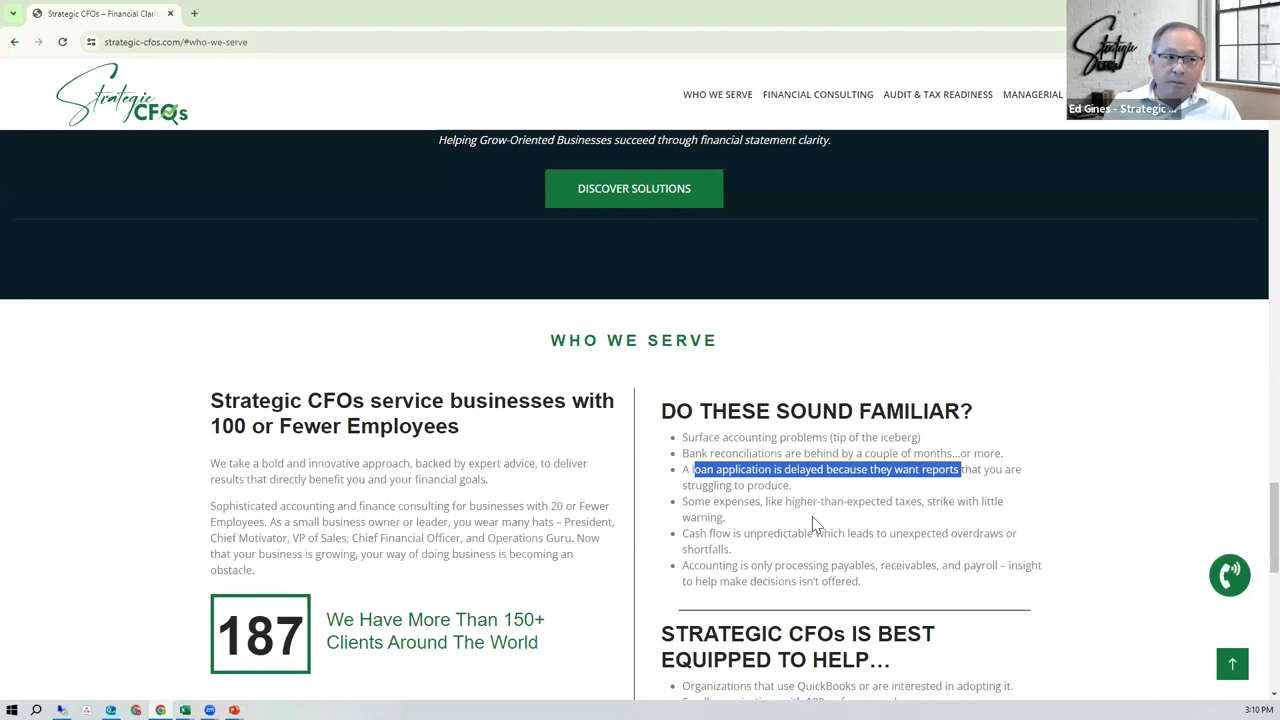 Strategic CFOs – Financial Clari
strategic-cfos.com/#who-we-serve
Strategic
CFOs
WHO WE SERVE
FINANCIAL CONSULTING
AUDIT & TAX READINESS
MANAGERIAL
Strategic
CFOs
Ed Gines - Strategic ...
Helping Grow-Oriented Businesses succeed through financial statement clarity.
DISCOVER SOLUTIONS
WHO WE SERVE
Strategic CFOs service businesses with
100 or Fewer Employees
We take a bold and innovative approach, backed by expert advice, to deliver
results that directly benefit you and your financial goals.
Sophisticated accounting and finance consulting for businesses with 20 or Fewer
Employees. As a small business owner or leader, you wear many hats – President,
Chief Motivator, VP of Sales, Chief Financial Officer, and Operations Guru. Now
that your business is growing, your way of doing business is becoming an
obstacle.
187
We Have More Than 150+
Clients Around The World
DO THESE SOUND FAMILIAR?
Surface accounting problems (tip of the iceberg)
Bank reconciliations are behind by a couple of months...or more.
A loan application is delayed because they want reports that you are
struggling to produce.
Some expenses, like higher-than-expected taxes, strike with little
warning.
Cash flow is unpredictable which leads to unexpected overdraws or
shortfalls.
Accounting is only processing payables, receivables, and payroll – insight
to help make decisions isn't offered.
STRATEGIC CFOs IS BEST
EQUIPPED TO HELP...
Organizations that use QuickBooks or are interested in adopting it.
3:10 PM